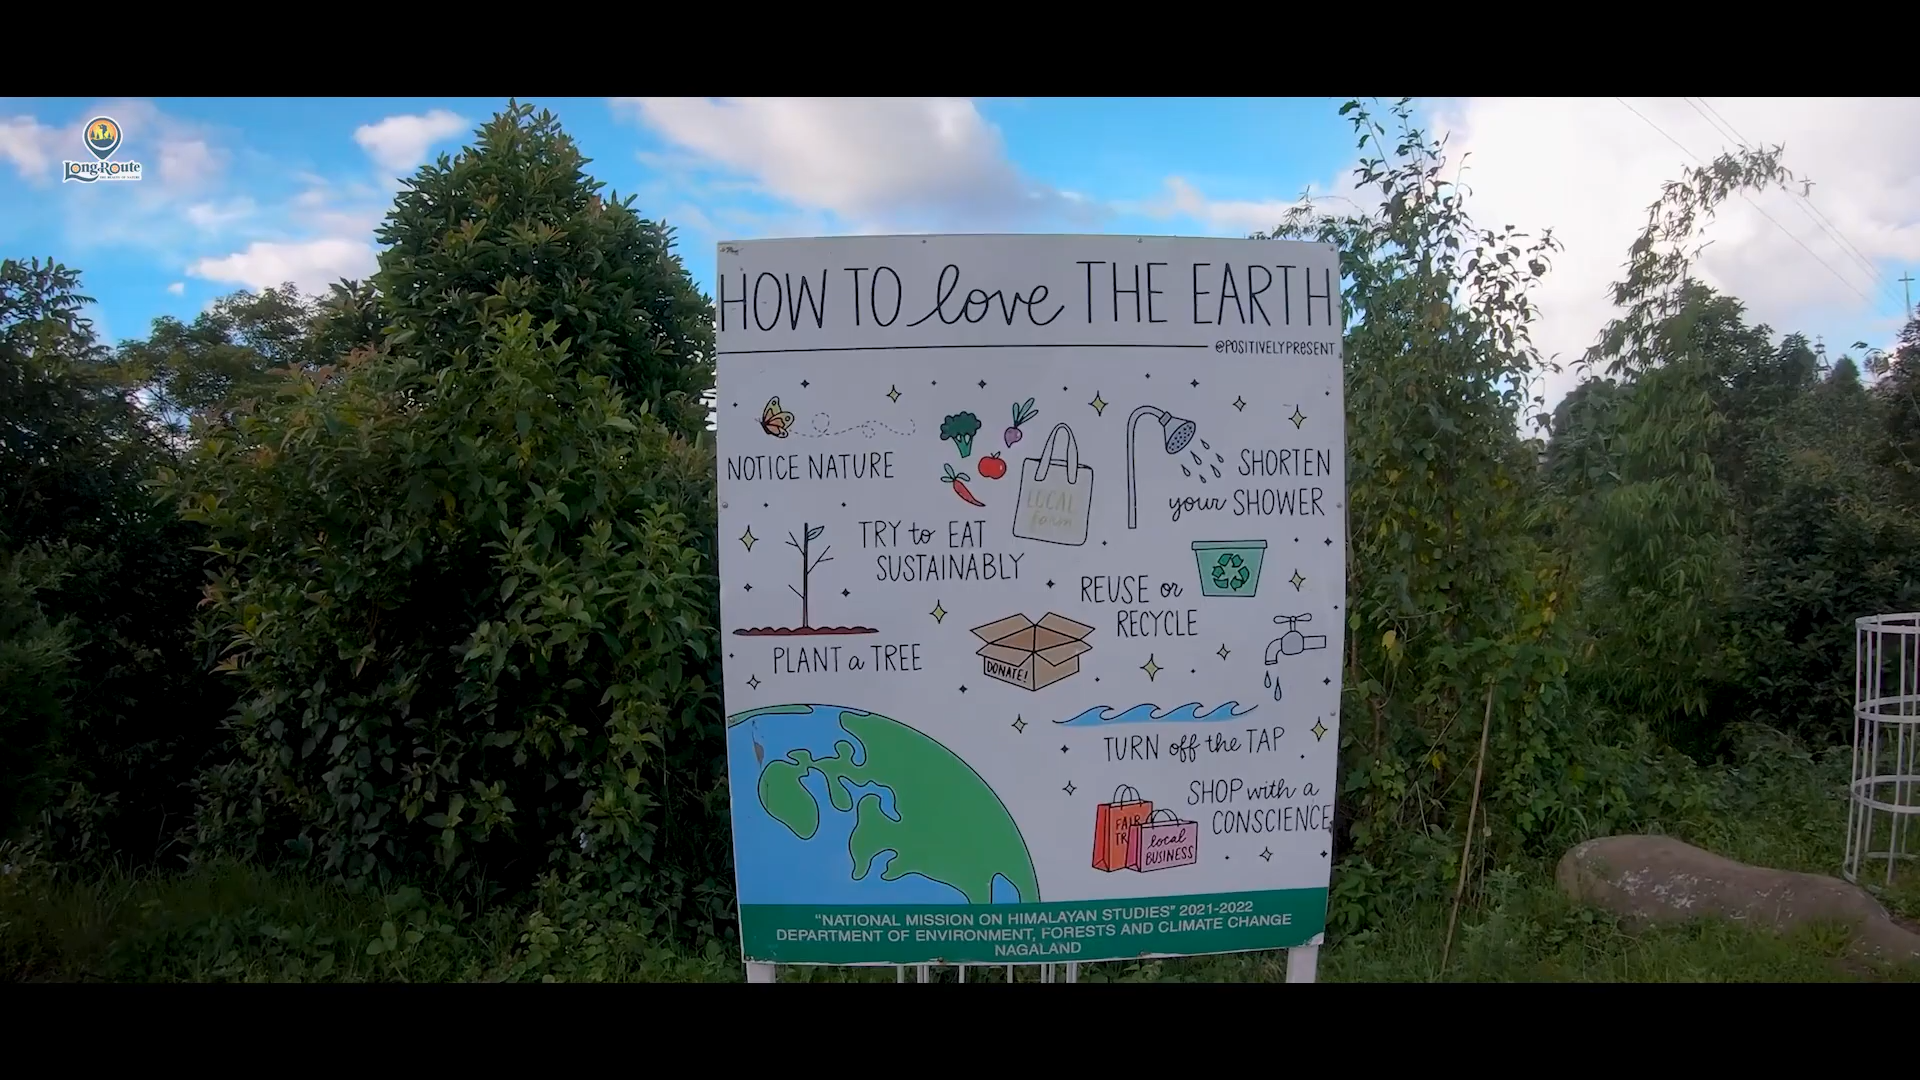 Long Route
HOW TO love THE EARTH
@POSITIVELYPRESENT
NOTICE NATURE
LOCAL
farm
SHORTEN
your SHOWER
TRY to EAT
SUSTAINABLY
REUSE or
RECYCLE
PLANT a TREE
DONATE!
TURN off the TAP
SHOP with a
CONSCIENCE
FAIR
TR
local
BUSINESS
"NATIONAL MISSION ON HIMALAYAN STUDIES" 2021-2022
DEPARTMENT OF ENVIRONMENT, FORESTS AND CLIMATE CHANGE
NAGALAND